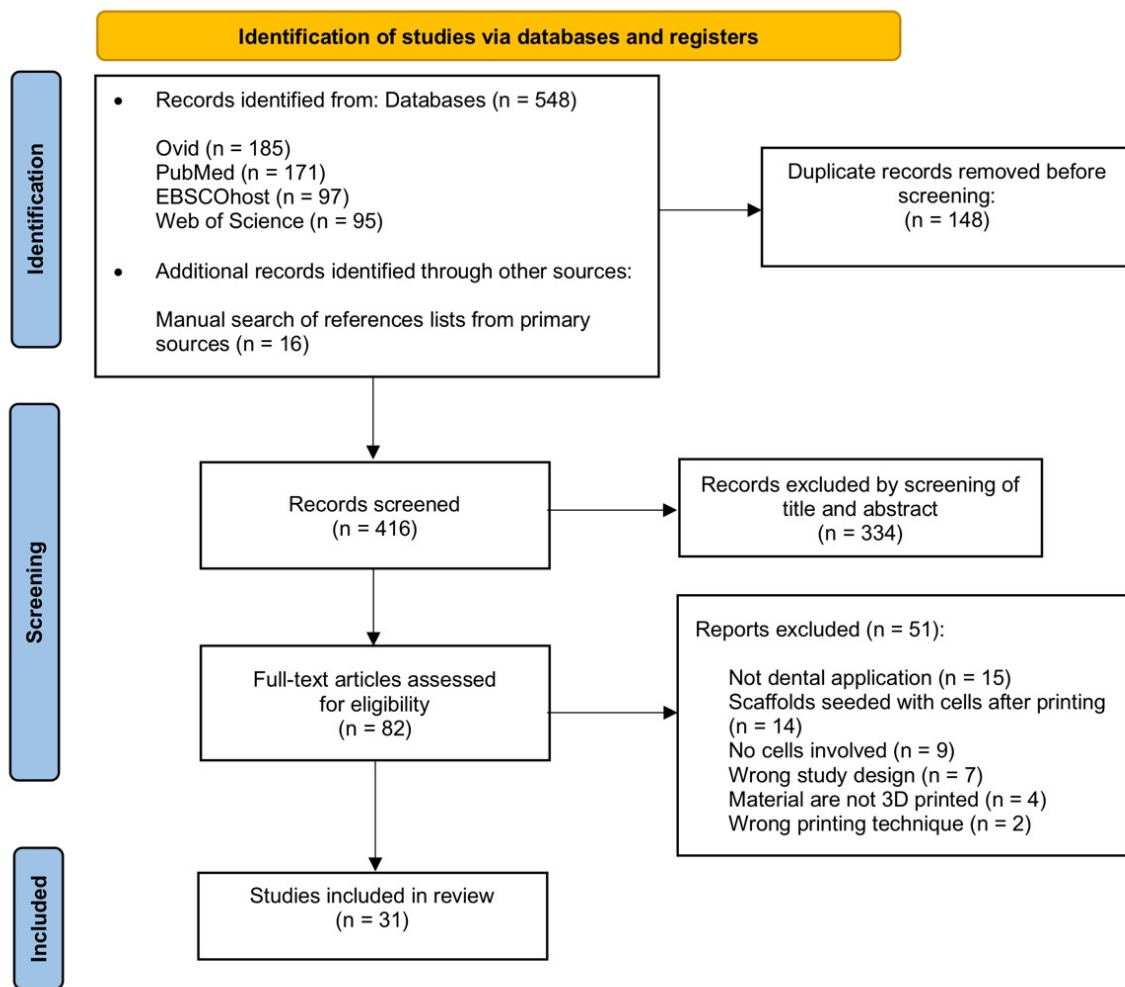 Identification of studies via databases and registers
Identification
• Records identified from: Databases (n = 548)
Ovid (n = 185)
PubMed (n = 171)
EBSCOhost (n = 97)
Web of Science (n = 95)
• Additional records identified through other sources:
Manual search of references lists from primary
sources (n = 16)
Duplicate records removed before
screening:
(n = 148)
Screening
Records screened
(n = 416)
Records excluded by screening of
title and abstract
(n = 334)
Full-text articles assessed
for eligibility
(n = 82)
Reports excluded (n = 51):
Not dental application (n = 15)
Scaffolds seeded with cells after printing
(n = 14)
No cells involved (n = 9)
Wrong study design (n = 7)
Material are not 3D printed (n = 4)
Wrong printing technique (n = 2)
Included
Studies included in review
(n = 31)